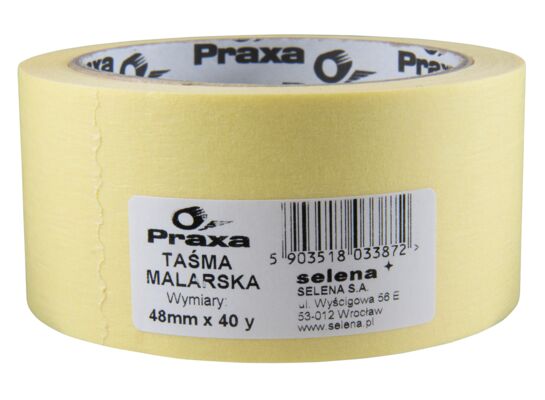 Praxa
Praxa
TAŚMA
MALARSKA
Wymiary:
48mm x 40 y
5 903518 033872 >
selena
SELENA S.A.
ul. Wyścigowa 56 E
53-012 Wrocław
www.selena.pl